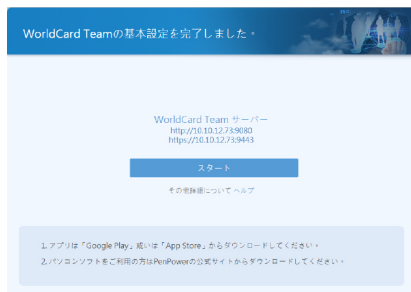 WorldCard Teamの基本設定を完了しました。
WorldCard Team サーバー
http://10.10.12.73:9080
https://10.10.12.73:9443
スタート
その他詳細について ヘルプ
1. アプリは「Google Play」或いは「App Store」からダウンロードしてください。
2. パソコンソフトをご利用の方はPenPowerの公式サイトからダウンロードしてください。